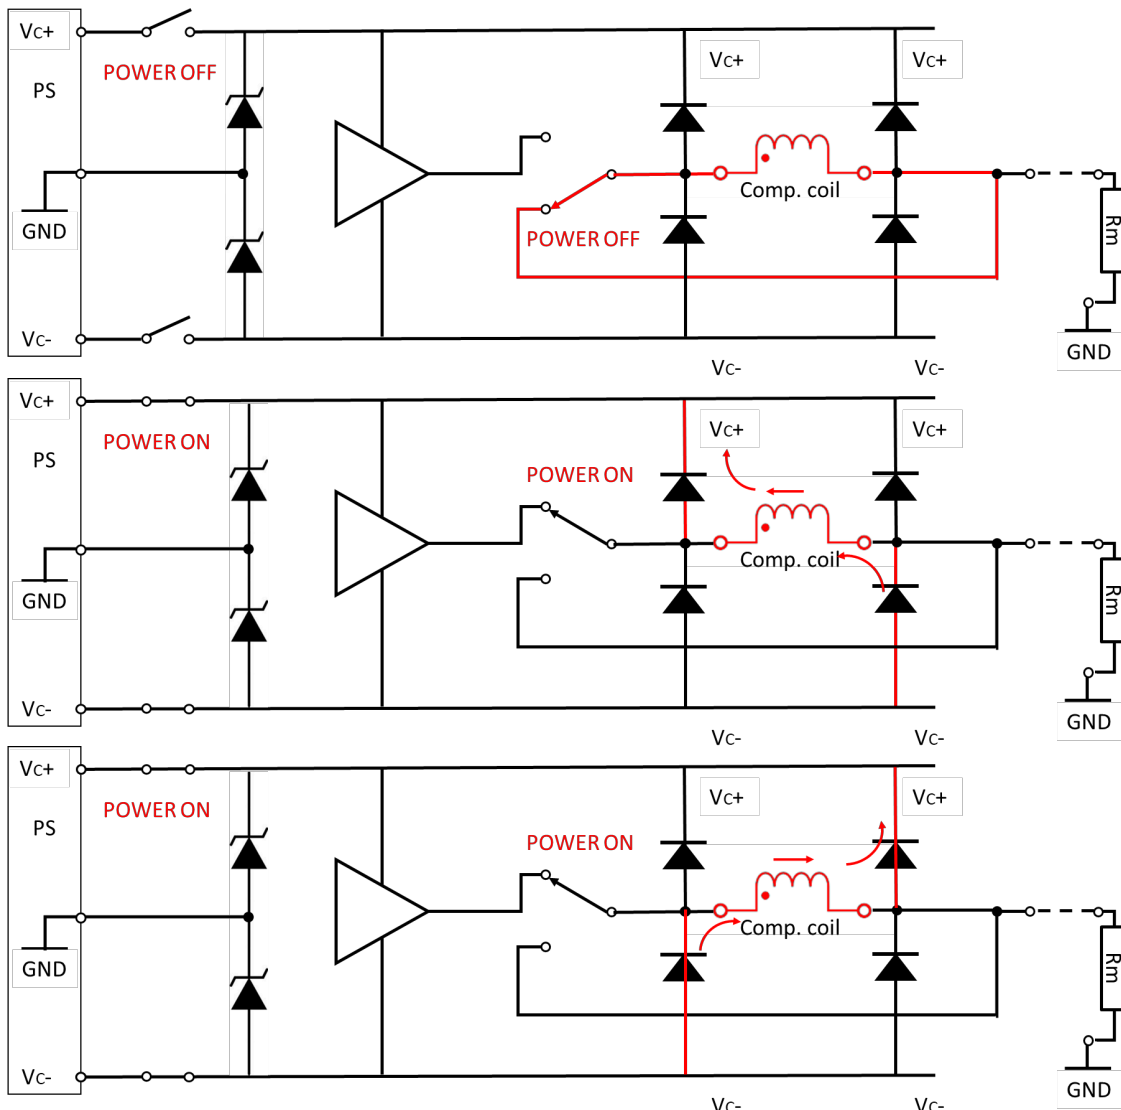 Vc+
PS
GND
Vc-
POWER OFF
POWER OFF
Vc+
Vc+
Comp. coil
Rm
GND
Vc-
Vc-
Vc+
PS
GND
Vc-
POWER ON
POWER ON
Vc+
Vc+
Comp. coil
Rm
GND
Vc-
Vc-
Vc+
PS
GND
Vc-
POWER ON
POWER ON
Vc+
Vc+
Comp. coil
Rm
GND
Vc-
Vc-